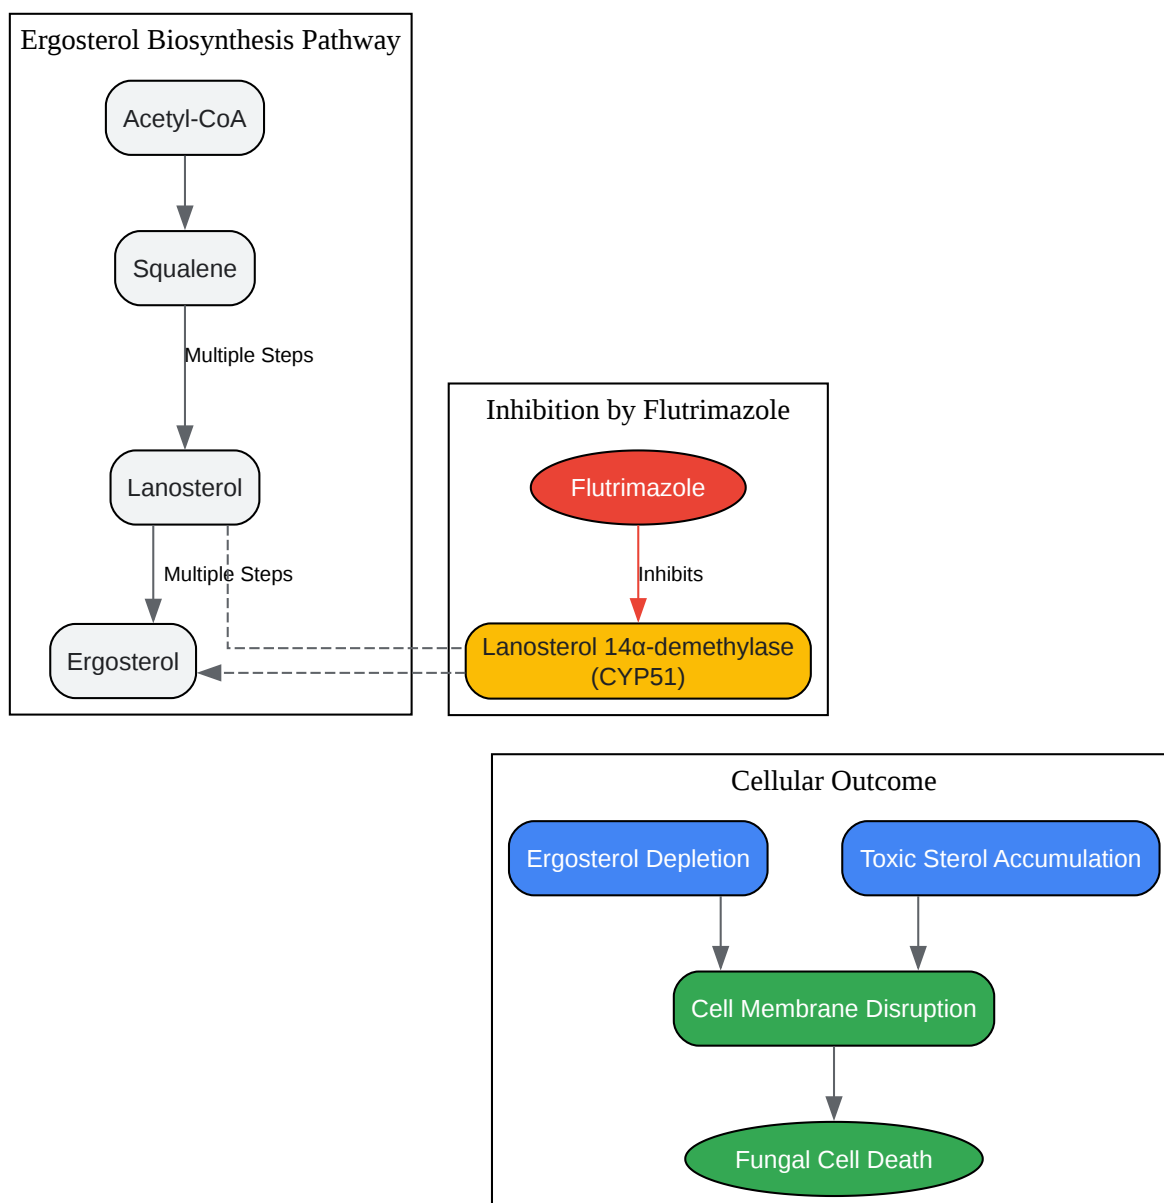 Ergosterol Biosynthesis Pathway
Acetyl-CoA
Squalene
Multiple Steps
Lanosterol
Multiple Steps
Ergosterol
Inhibition by Flutrimazole
Flutrimazole
Inhibits
Lanosterol 14α-demethylase
(CYP51)
Cellular Outcome
Ergosterol Depletion
Toxic Sterol Accumulation
Cell Membrane Disruption
Fungal Cell Death